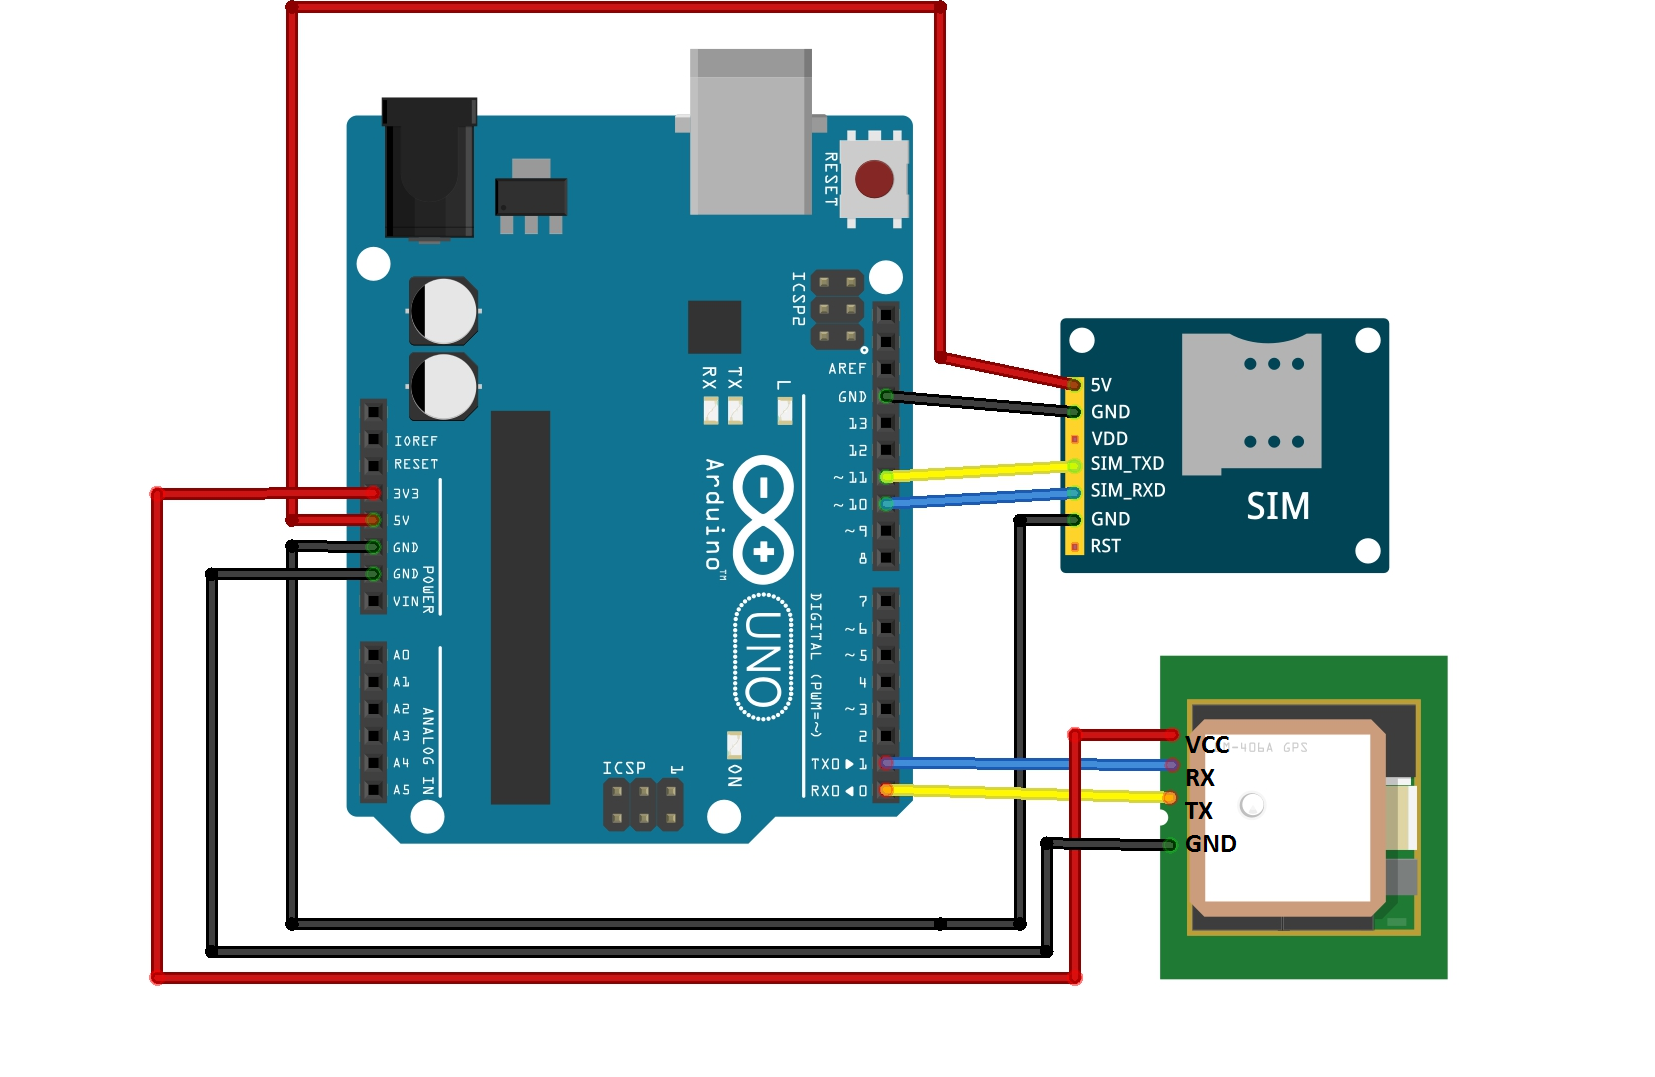 RESET
ICSP2
AREF
GND
13
12
~11
~10
~9
8
7
~6
~5
4
~3
2
TX0▶1
RX0◀0
DIGITAL (PWM=~)
RX
TX
L
Arduino™
UNO
ON
ICSP
1
IOREF
RESET
3V3
5V
GND
GND
VIN
POWER
A0
A1
A2
A3
A4
A5
ANALOG IN
5V
GND
VDD
SIM_TXD
SIM_RXD
GND
RST
SIM
VCC
M-406A GPS
RX
TX
GND